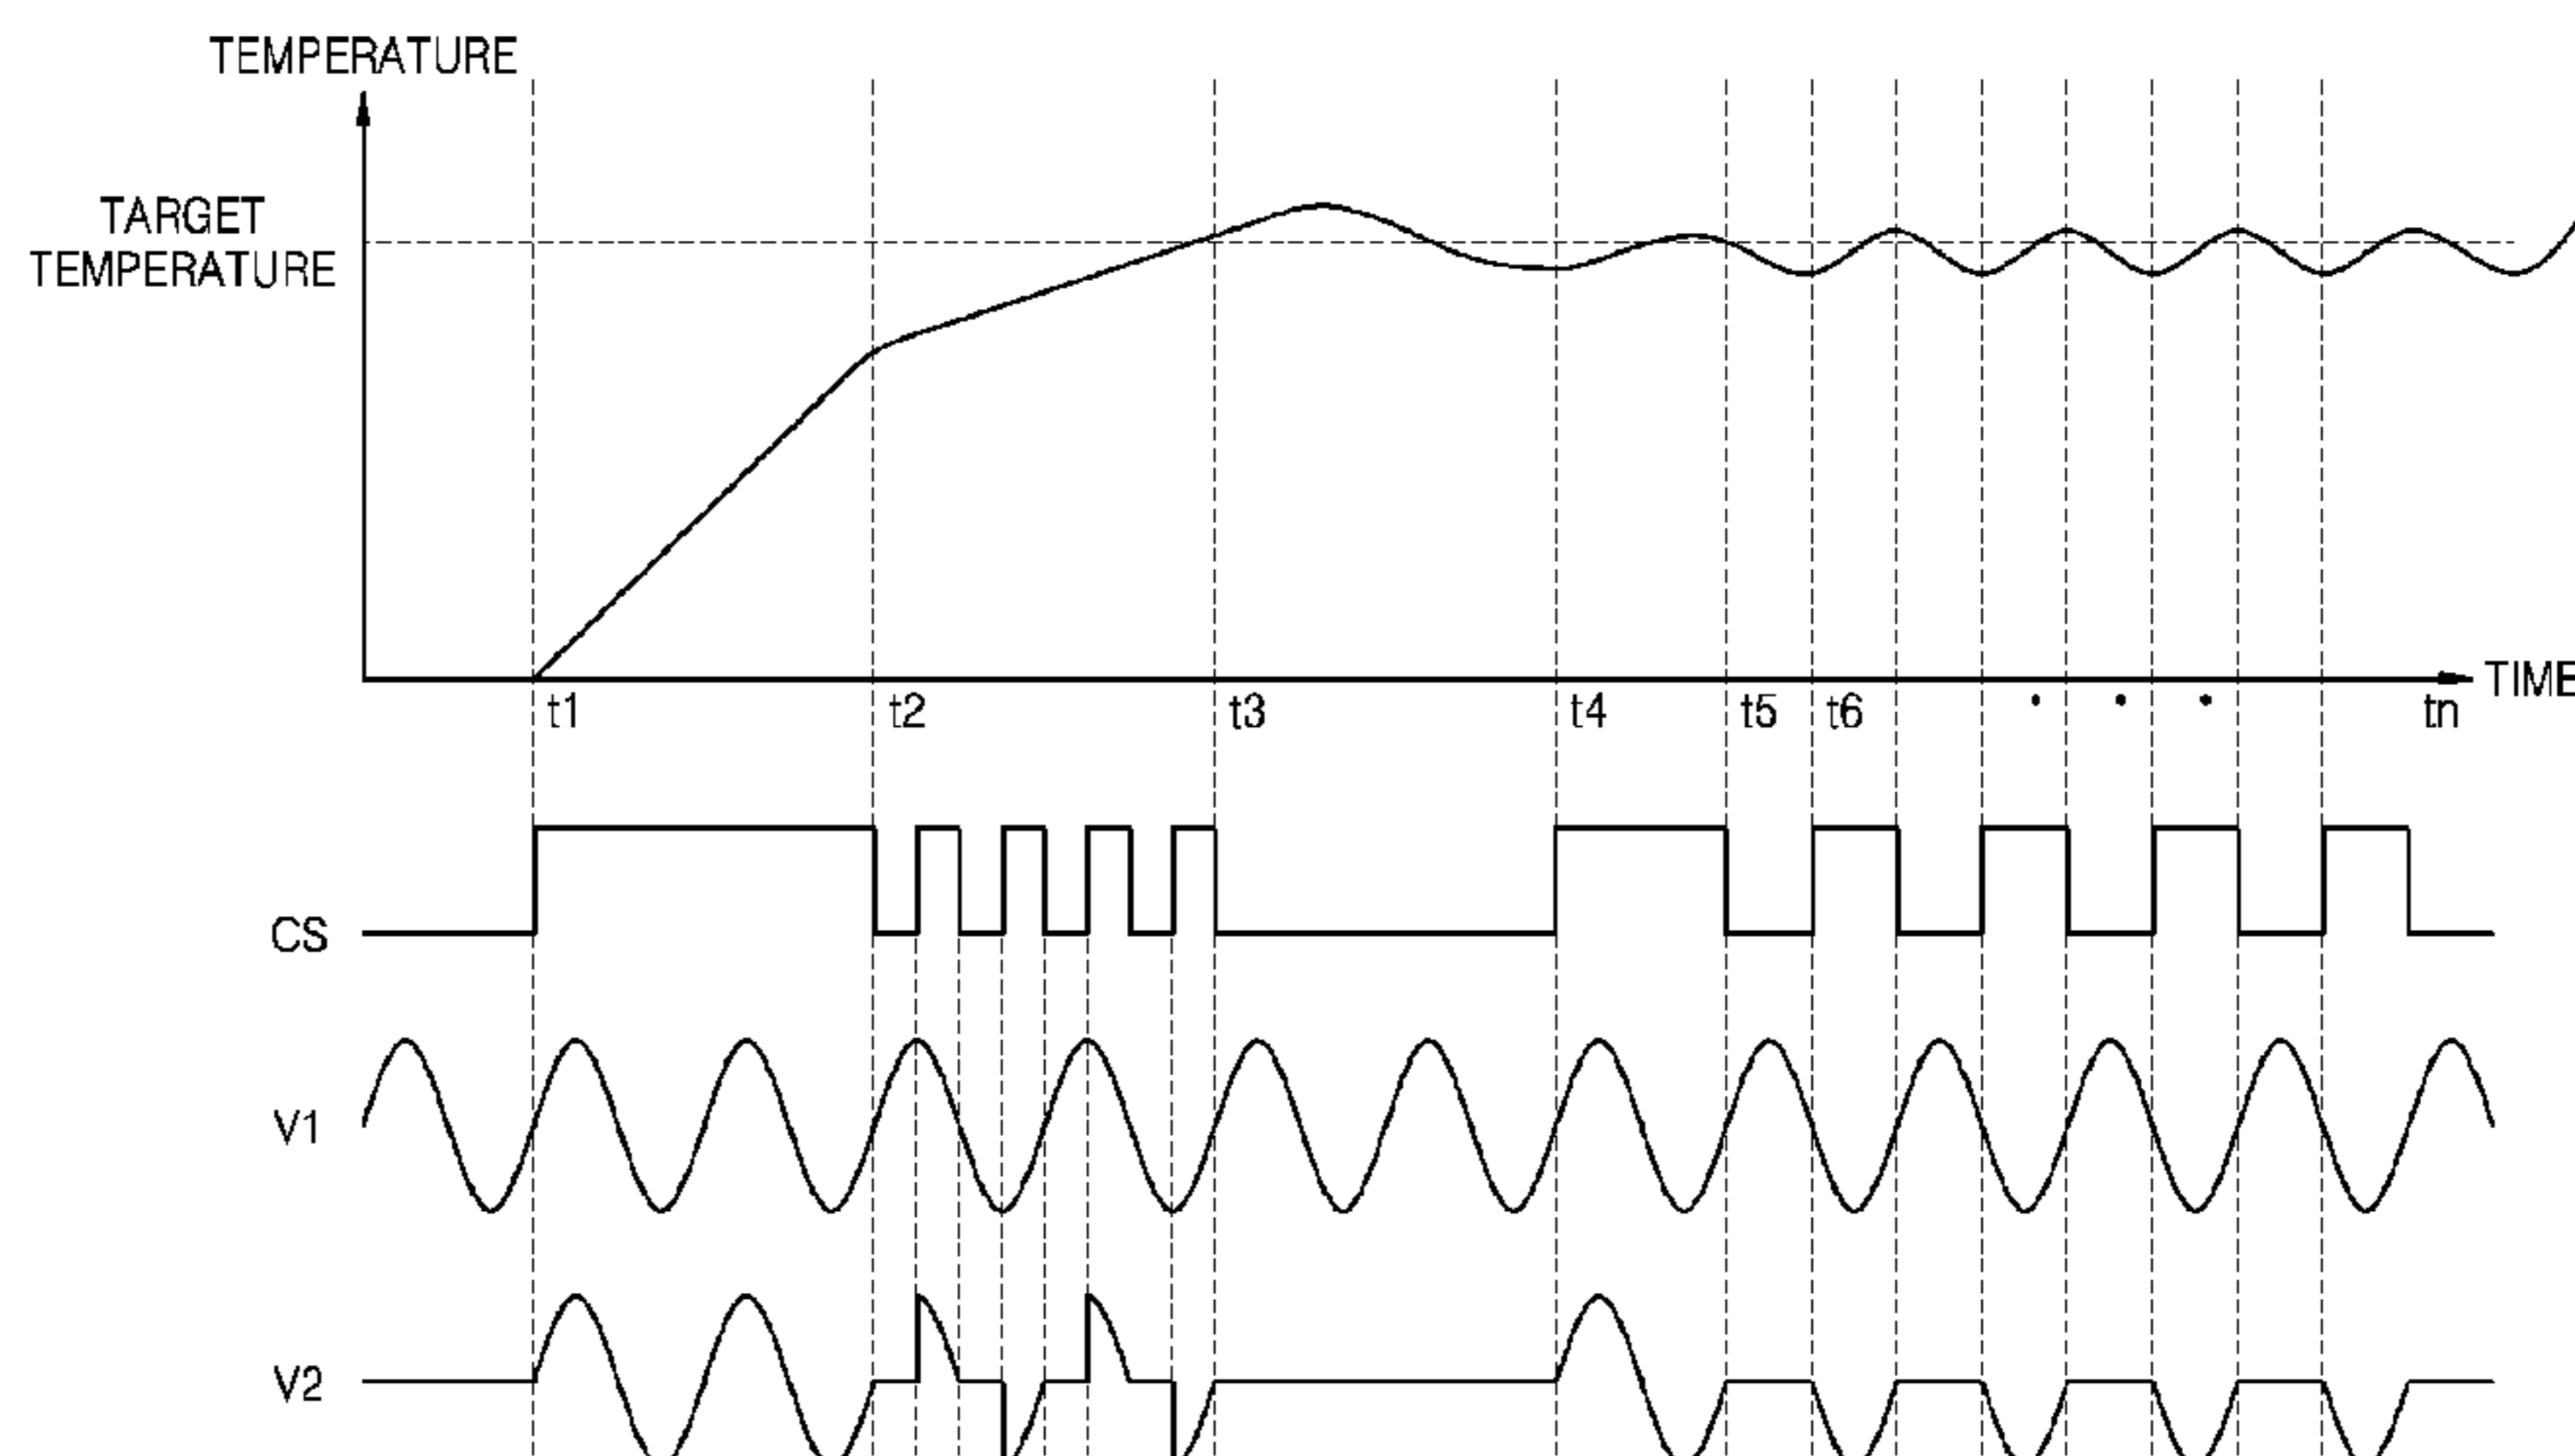 TEMPERATURE
TARGET
TEMPERATURE
TIME
t1 t2 t3 t4 t5 t6 tn
CS
V1
V2